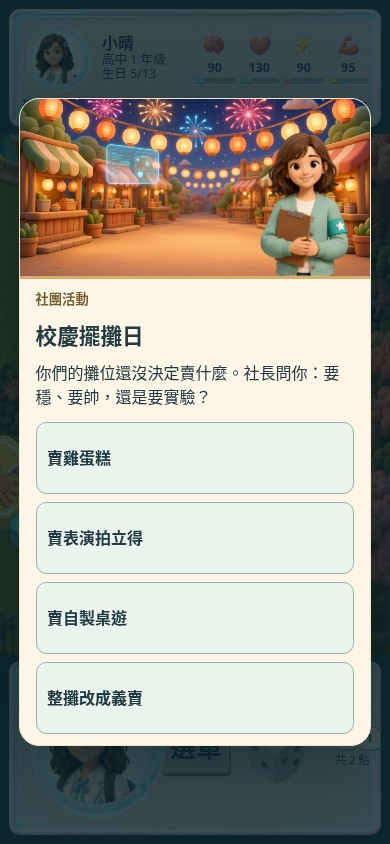 小晴
高中 1 年級
生日 5/13
90
130
90
95
社團活動
校慶擺攤日
你們的攤位還沒決定賣什麼。社長問你：要
穩、要帥，還是要實驗？
賣雞蛋糕
賣表演拍立得
賣自製桌遊
整攤改成義賣
選單
共 2 點